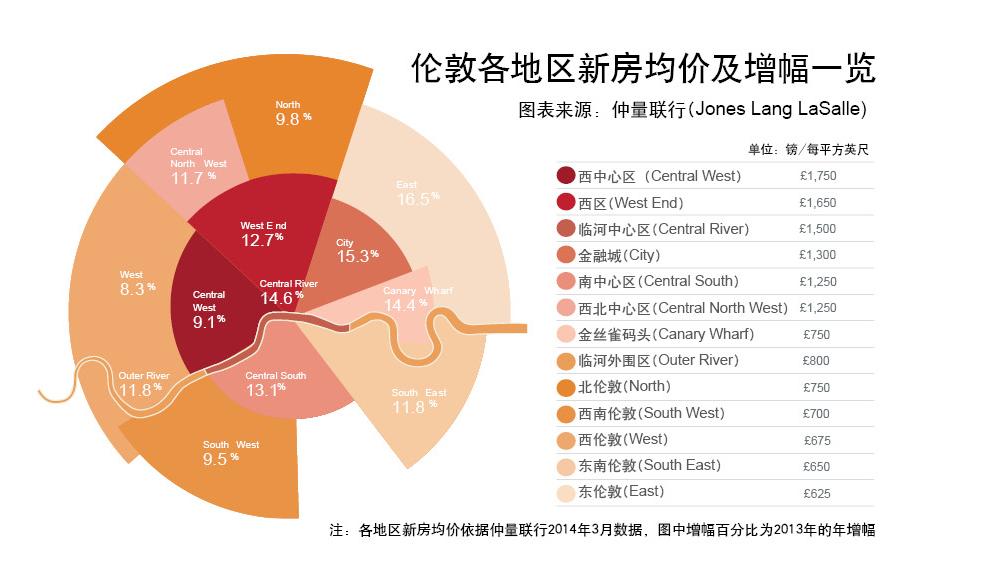 伦敦各地区新房均价及增幅一览
图表来源：仲量联行(Jones Lang LaSalle)
单位：镑/每平方英尺
西中心区（Central West) £1,750
西区(West End) £1,650
临河中心区(Central River) £1,500
金融城(City) £1,300
南中心区(Central South) £1,250
西北中心区(Central North West) £1,250
金丝雀码头(Canary Wharf) £750
临河外围区(Outer River) £800
北伦敦(North) £750
西南伦敦(South West) £700
西伦敦(West) £675
东南伦敦(South East) £650
东伦敦(East) £625
North
9.8 %
Central
North West
11.7 %
East
16.5%
West End
12.7%
City
15.3%
West
8.3 %
Central River
14.6 %
Canary Wharf
14.4 %
Central
West
9.1%
Outer River
11.8 %
Central South
13.1%
South East
11.8 %
South West
9.5 %
注：各地区新房均价依据仲量联行2014年3月数据，图中增幅百分比为2013年的年增幅